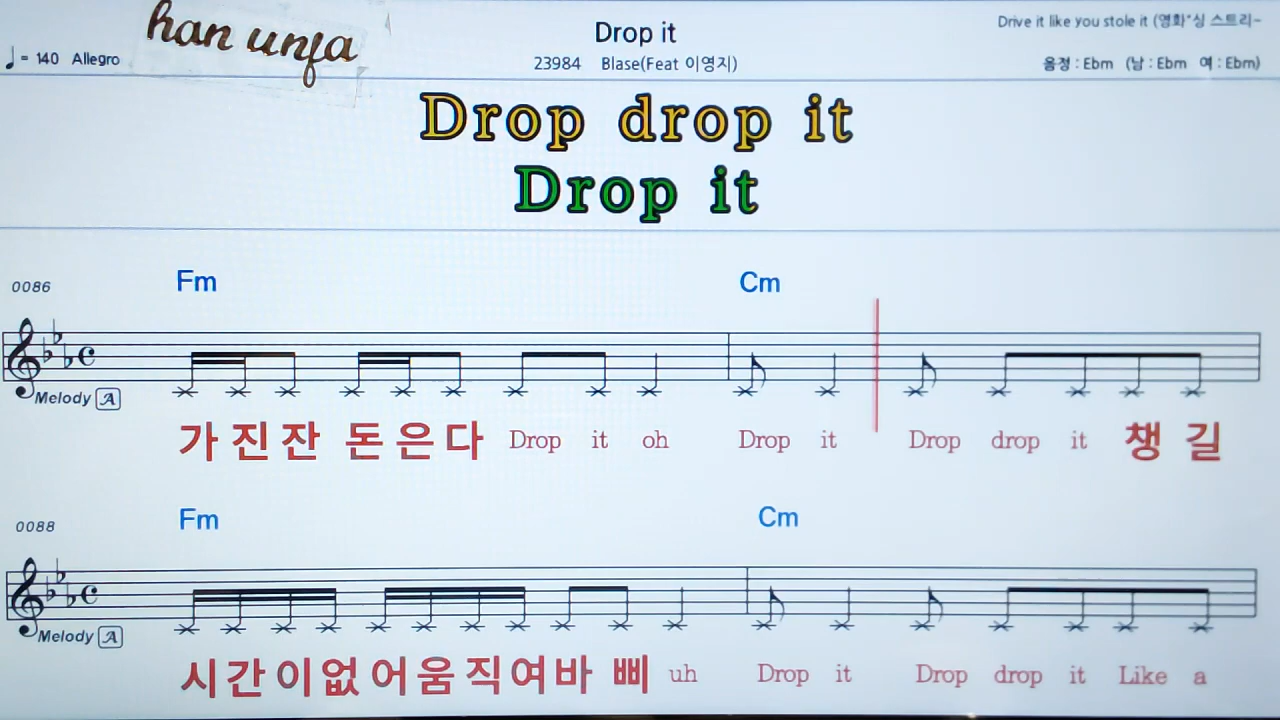 han unfa
Drop it
Drive it like you stole it (영화"싱 스트리~
♩= 140 Allegro
23984 Blase(Feat 이영지)
음정 : Ebm (남 : Ebm 여 : Ebm)
Drop drop it
Drop it
0086
Fm Cm
Melody A
가 진 잔 돈 은 다 Drop it oh Drop it Drop drop it 챙 길
0088
Fm Cm
Melody A
시 간 이 없 어 움 직 여 바 삐 uh Drop it Drop drop it Like a